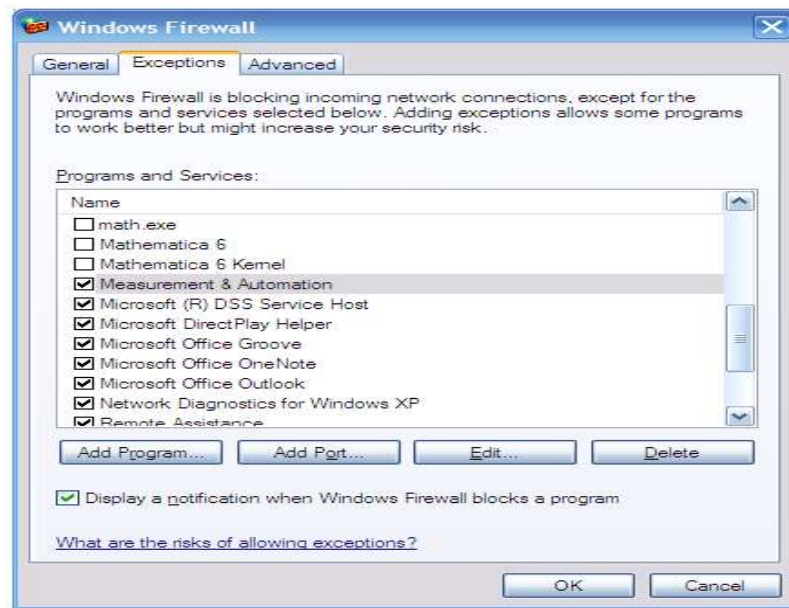 Windows Firewall
General Exceptions Advanced
Windows Firewall is blocking incoming network connections, except for the
programs and services selected below. Adding exceptions allows some programs
to work better but might increase your security risk.
Programs and Services:
Name
math.exe
Mathematica 6
Mathematica 6 Kernel
Measurement & Automation
Microsoft (R) DSS Service Host
Microsoft DirectPlay Helper
Microsoft Office Groove
Microsoft Office OneNote
Microsoft Office Outlook
Network Diagnostics for Windows XP
Remote Assistance
Add Program... Add Port... Edit... Delete
Display a notification when Windows Firewall blocks a program
What are the risks of allowing exceptions?
OK Cancel